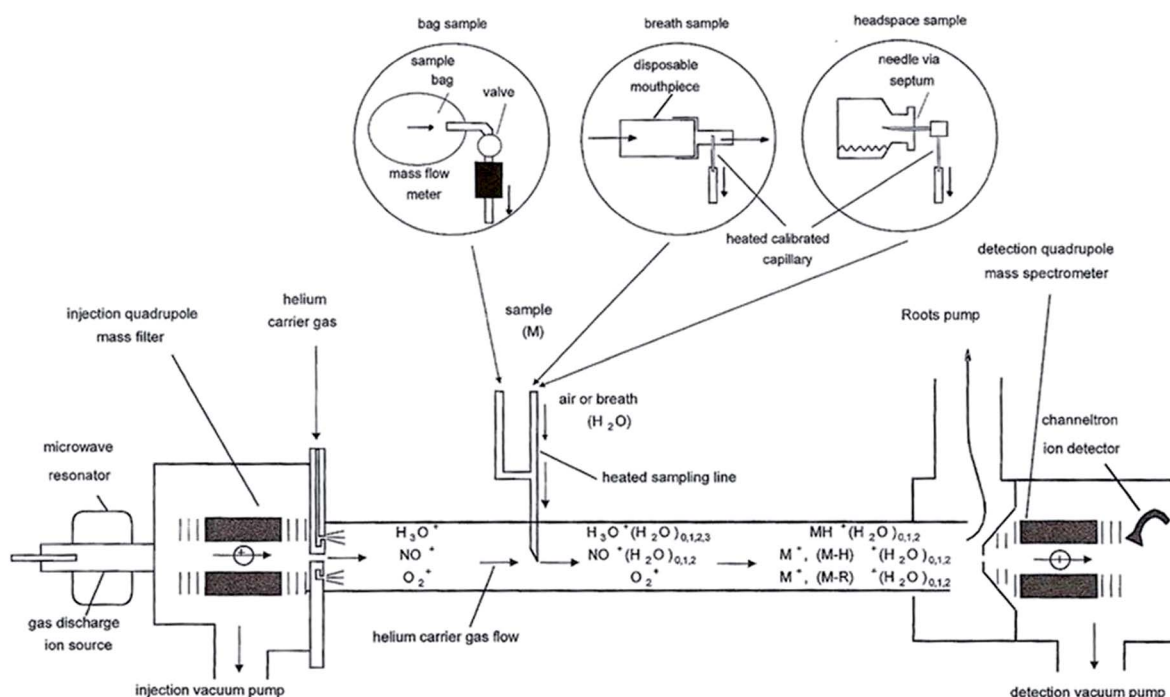 bag sample
breath sample
headspace sample
sample
bag
valve
mass flow
meter
disposable
mouthpiece
needle via
septum
heated calibrated
capillary
detection quadrupole
mass spectrometer
injection quadrupole
mass filter
helium
carrier gas
sample
(M)
Roots pump
air or breath
(H₂O)
channeltron
ion detector
microwave
resonator
heated sampling line
H₃O⁺
NO⁺
O₂⁺
H₃O⁺(H₂O)₀,₁,₂,₃
NO⁺(H₂O)₀,₁,₂
O₂⁺
MH⁺(H₂O)₀,₁,₂
M⁺, (M-H)⁺(H₂O)₀,₁,₂
M⁺, (M-R)⁺(H₂O)₀,₁,₂
+
+
gas discharge
ion source
helium carrier gas flow
injection vacuum pump
detection vacuum pump